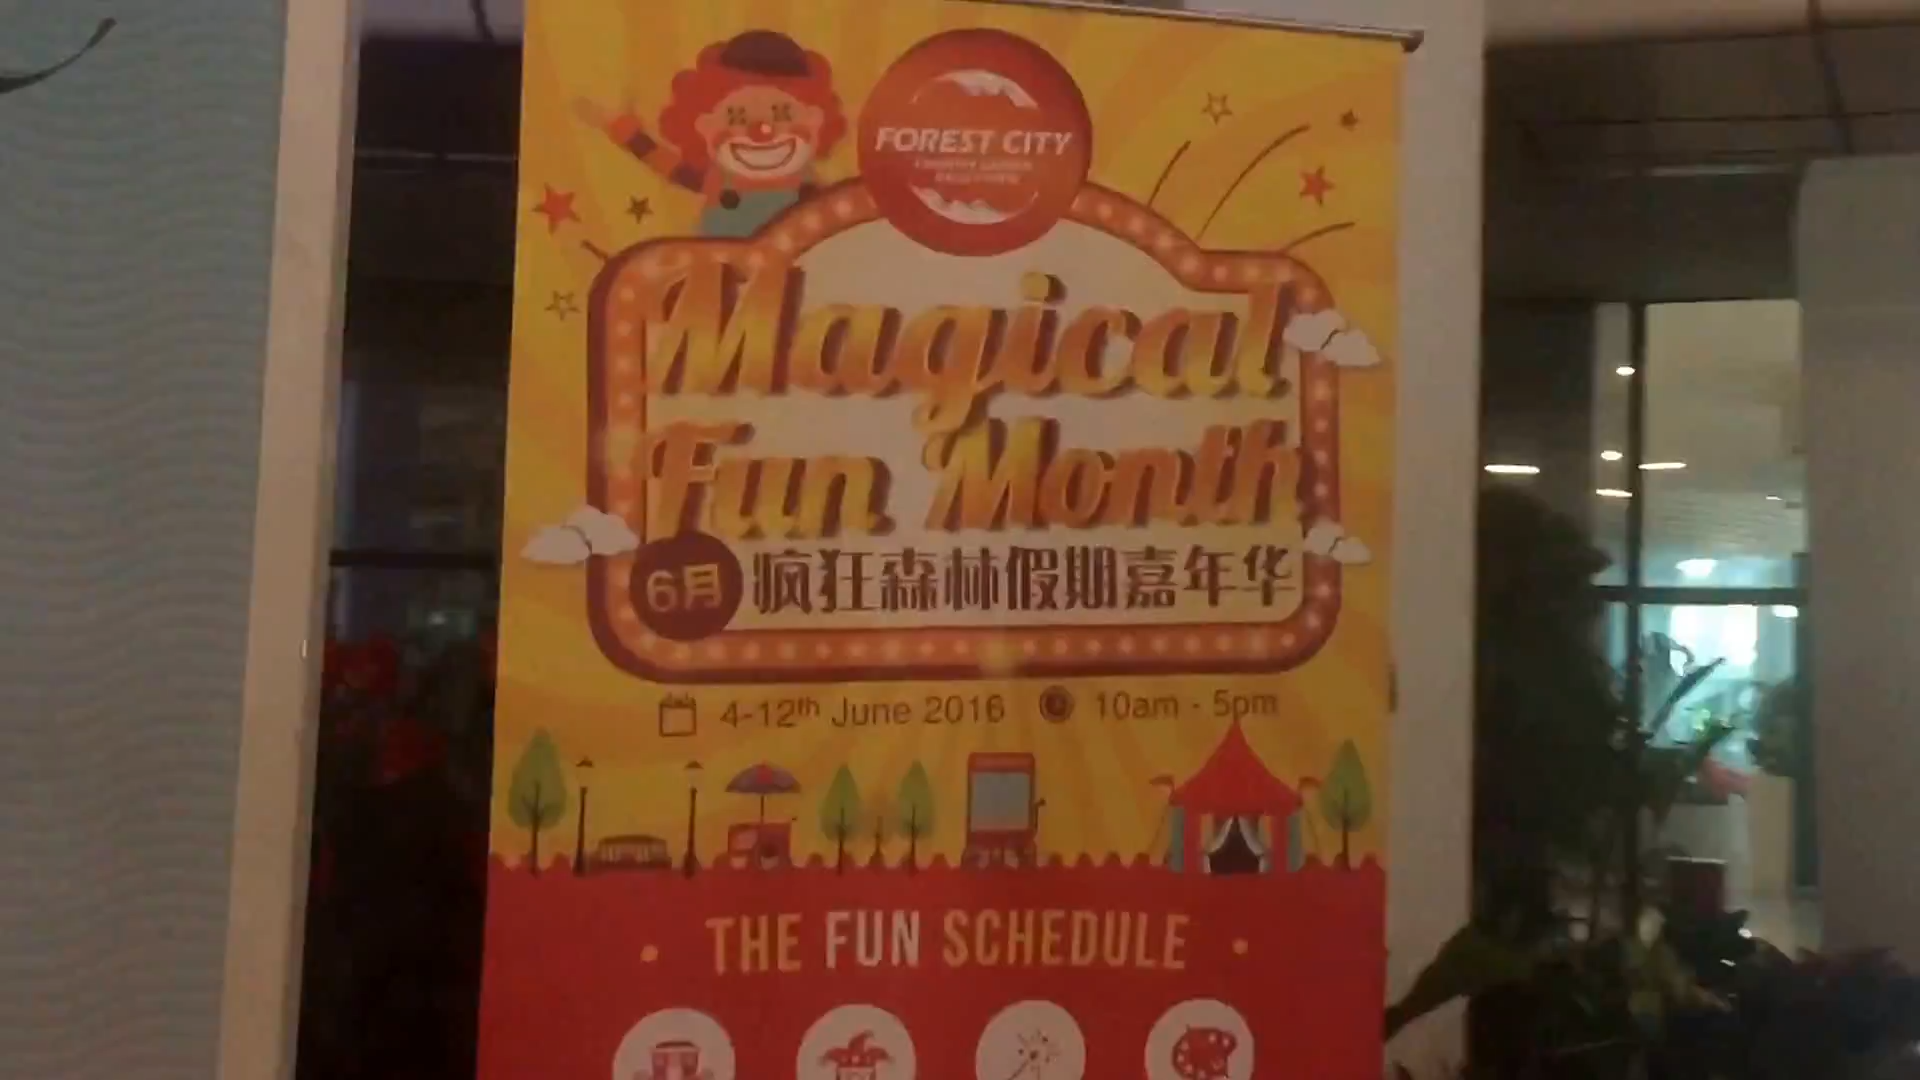 FOREST CITY
Magical
Fun Month
6月 疯狂森林假期嘉年华
4-12th June 2016 10am - 5pm
THE FUN SCHEDULE